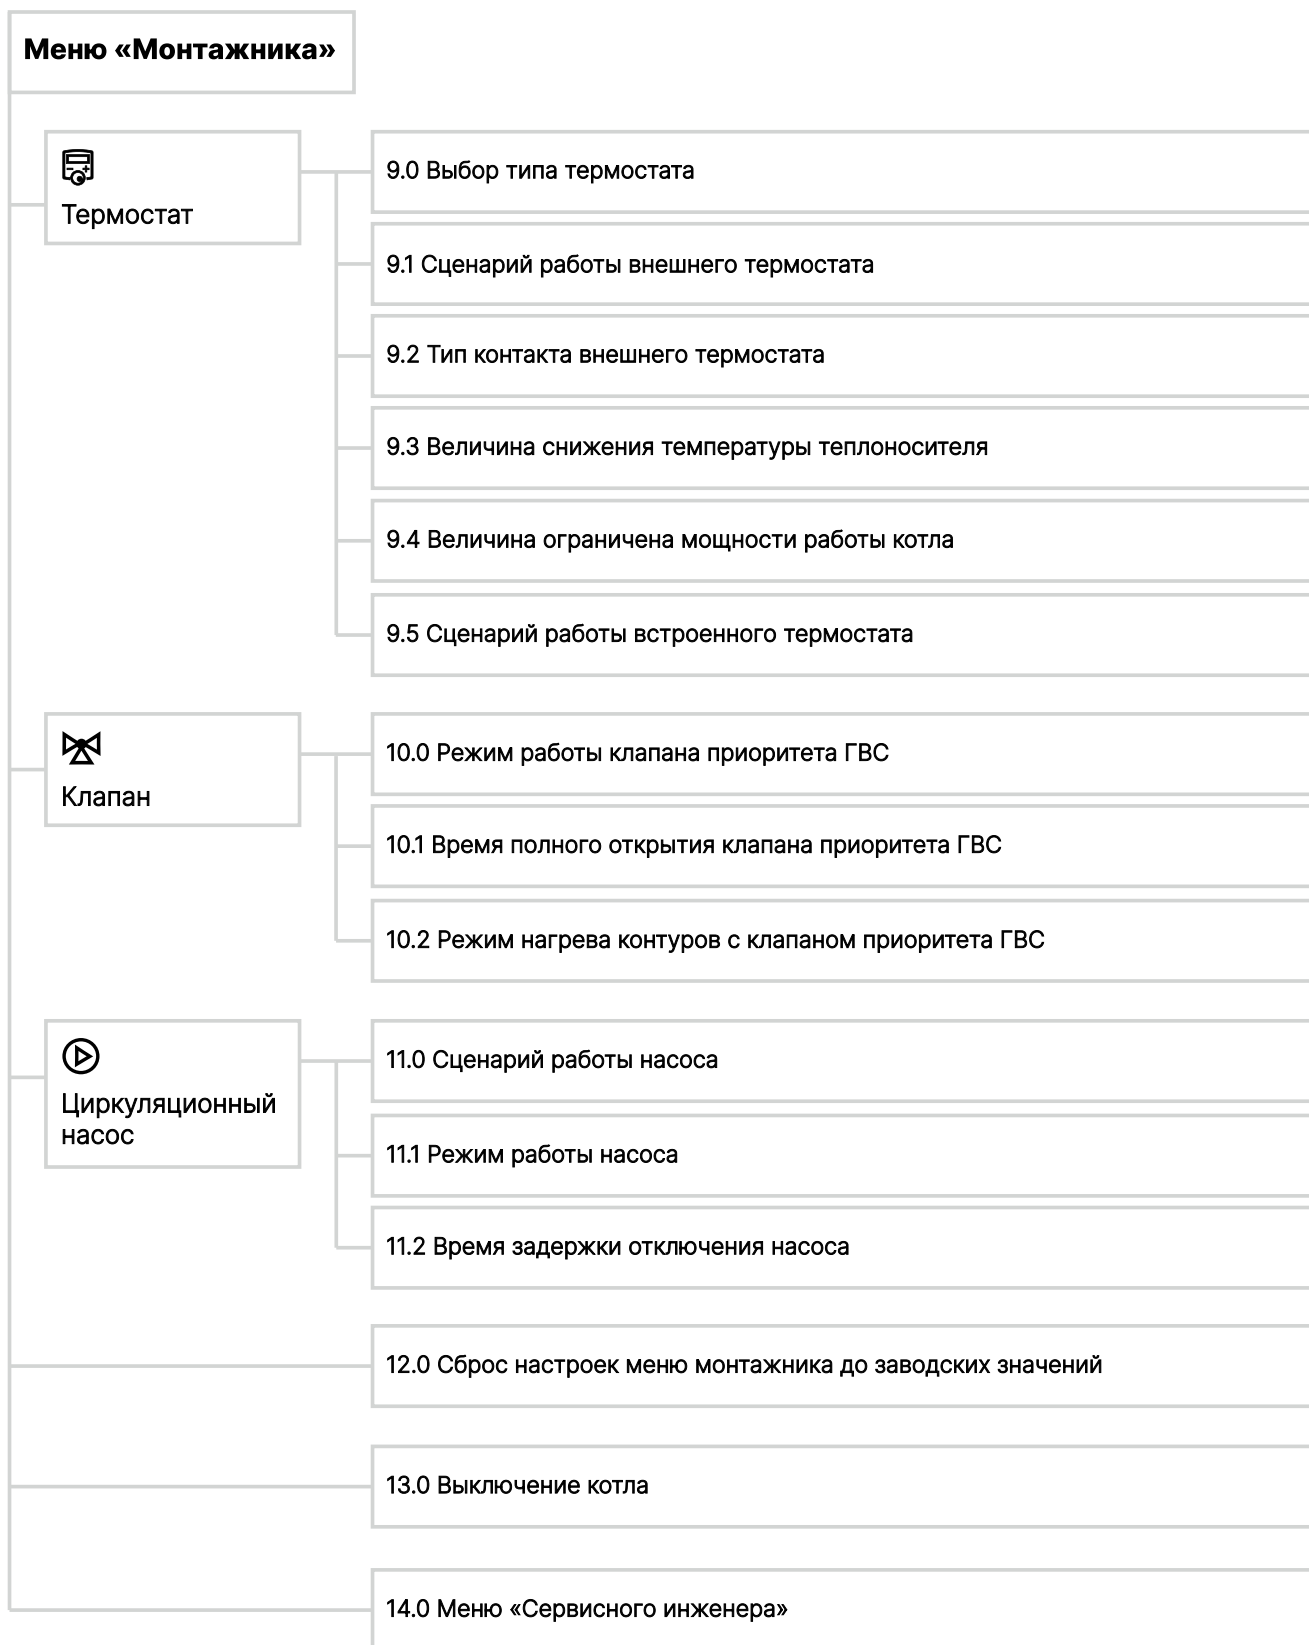 Меню «Монтажника»
Термостат
9.0 Выбор типа термостата
9.1 Сценарий работы внешнего термостата
9.2 Тип контакта внешнего термостата
9.3 Величина снижения температуры теплоносителя
9.4 Величина ограничена мощности работы котла
9.5 Сценарий работы встроенного термостата
Клапан
10.0 Режим работы клапана приоритета ГВС
10.1 Время полного открытия клапана приоритета ГВС
10.2 Режим нагрева контуров с клапаном приоритета ГВС
Циркуляционный
насос
11.0 Сценарий работы насоса
11.1 Режим работы насоса
11.2 Время задержки отключения насоса
12.0 Сброс настроек меню монтажника до заводских значений
13.0 Выключение котла
14.0 Меню «Сервисного инженера»